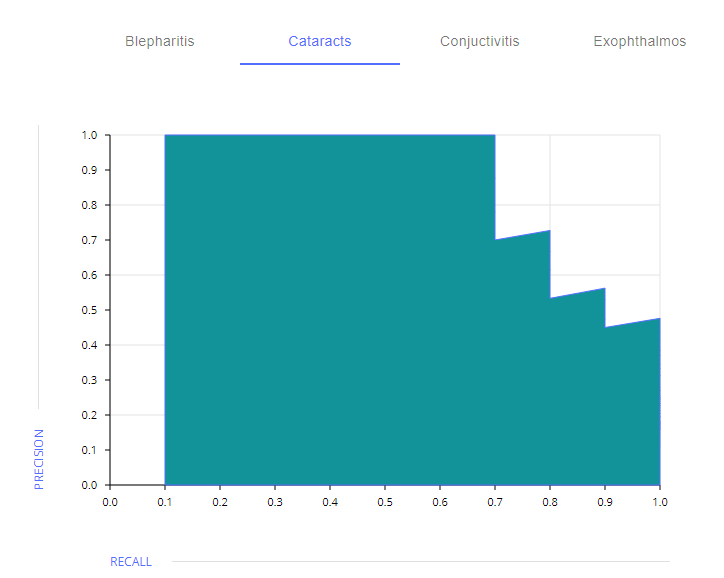 Blepharitis Cataracts Conjuctivitis Exophthalmos
1.0
0.9
0.8
0.7
0.6
0.5
0.4
0.3
0.2
0.1
0.0
0.0 0.1 0.2 0.3 0.4 0.5 0.6 0.7 0.8 0.9 1.0
PRECISION
RECALL